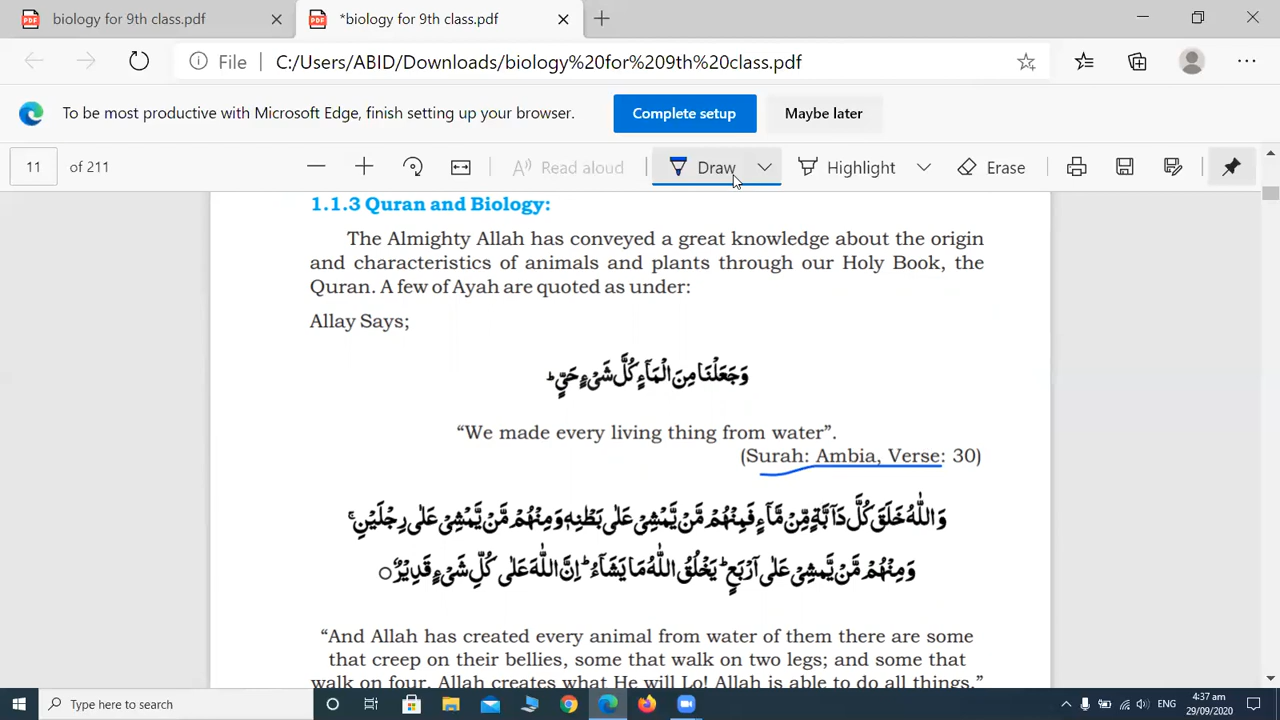 biology for 9th class.pdf
*biology for 9th class.pdf
File
C:/Users/ABID/Downloads/biology%20for%209th%20class.pdf
To be most productive with Microsoft Edge, finish setting up your browser.
Complete setup
Maybe later
11 of 211
Read aloud
Draw
Highlight
Erase
1.1.3 Quran and Biology:
The Almighty Allah has conveyed a great knowledge about the origin
and characteristics of animals and plants through our Holy Book, the
Quran. A few of Ayah are quoted as under:
Allay Says;
وَجَعَلْنَا مِنَ الْمَآءِ كُلَّ شَیْءٍ حَیٍّ ؕ
“We made every living thing from water”.
(Surah: Ambia, Verse: 30)
وَاللّٰهُ خَلَقَ كُلَّ دَآبَّةٍ مِّنْ مَّآءٍ فَمِنْهُمْ مَّنْ یَّمْشِیْ عَلٰی بَطْنِهٖ وَمِنْهُمْ مَّنْ یَّمْشِیْ عَلٰی رِجْلَیْنِ ۚ
وَمِنْهُمْ مَّنْ یَّمْشِیْ عَلٰی آرْبَعٍ ؕ یَخْلُقُ اللّٰهُ مَا یَشَآءُ ؕ اِنَّ اللّٰهَ عَلٰی كُلِّ شَیْءٍ قَدِیْرٌ ○
“And Allah has created every animal from water of them there are some
that creep on their bellies, some that walk on two legs; and some that
walk on four. Allah creates what He will Lo! Allah is able to do all things.”
Type here to search
ENG
4:37 am
29/09/2020